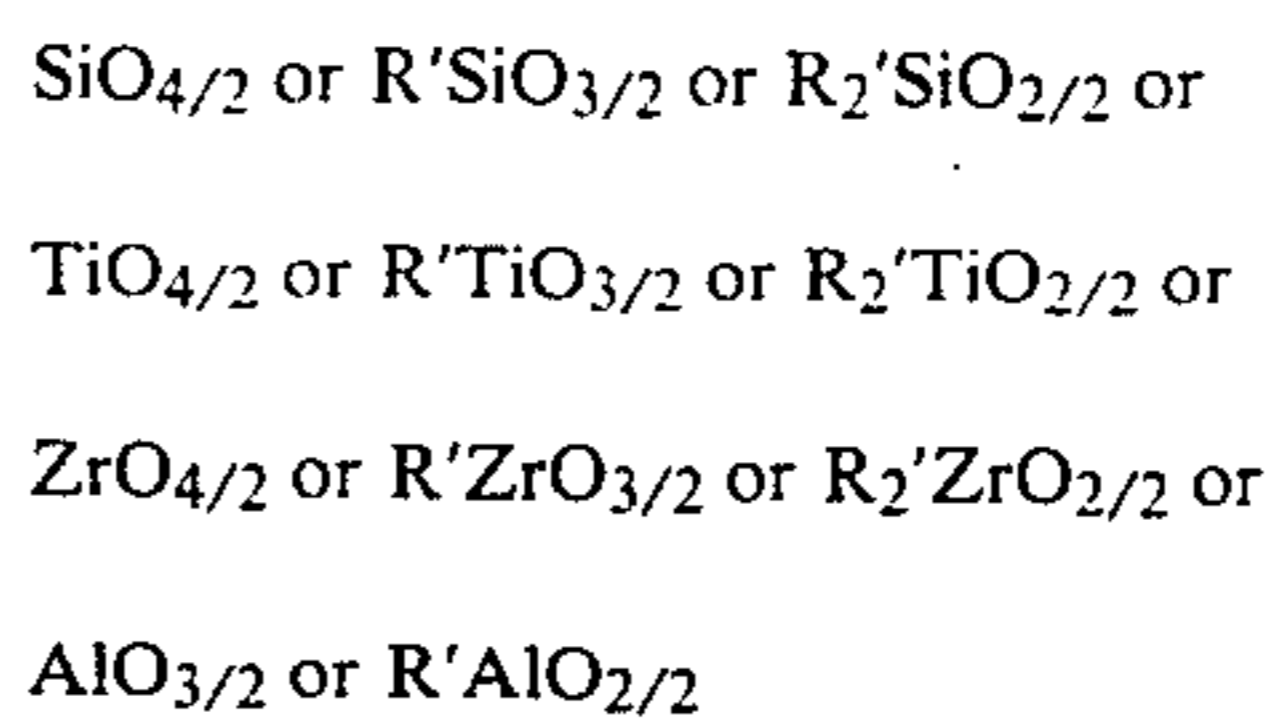 SiO4/2 or R'SiO3/2 or R2'SiO2/2 or
TiO4/2 or R'TiO3/2 or R2'TiO2/2 or
ZrO4/2 or R'ZrO3/2 or R2'ZrO2/2 or
AlO3/2 or R'AlO2/2